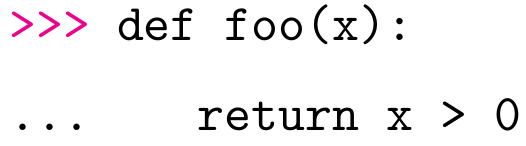 >>> def foo(x):
...    return x > 0